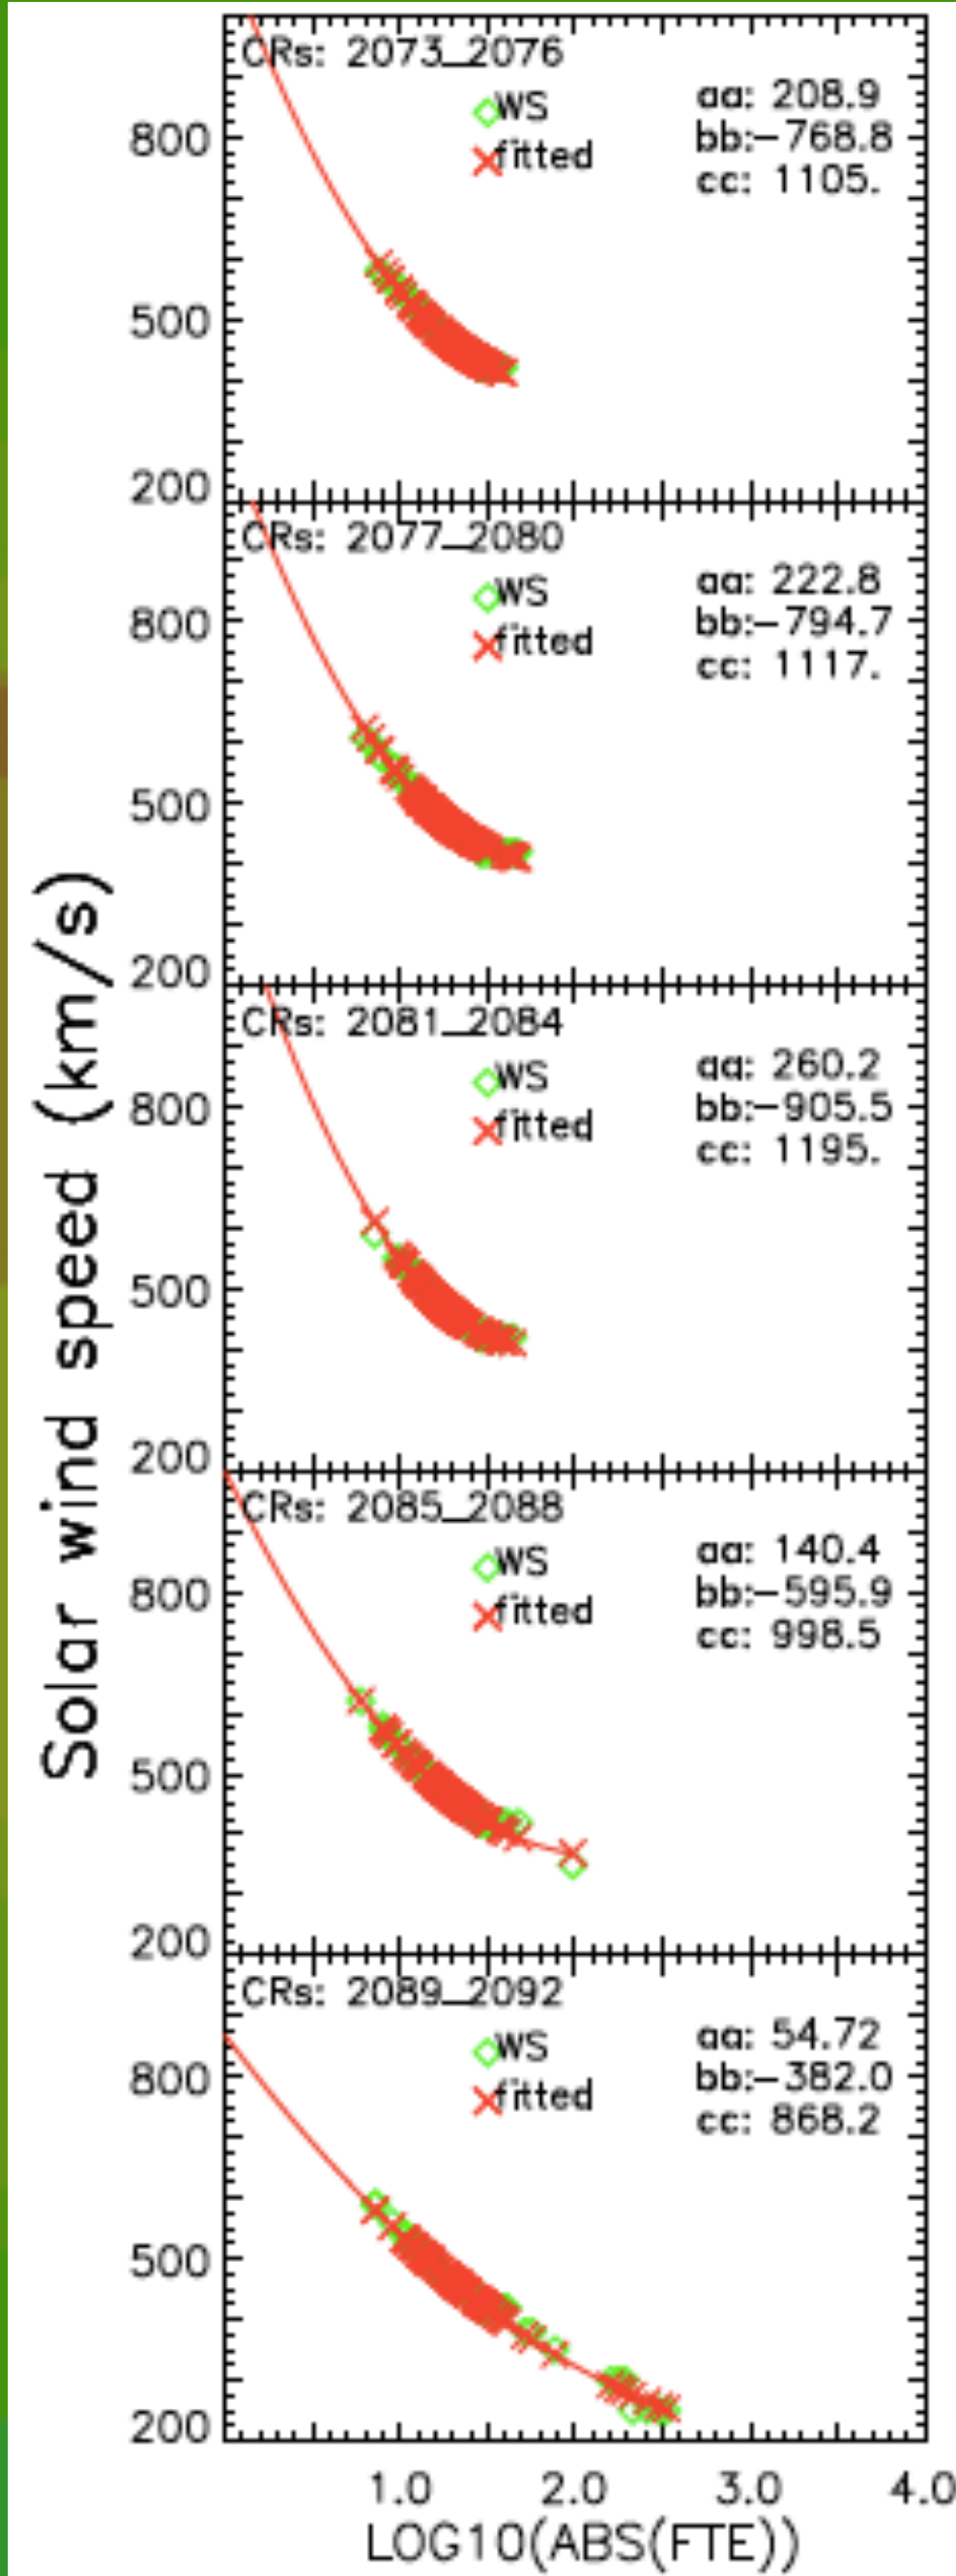 Solar wind speed (km/s)
CRs: 2073_2076
WS
fitted
aa: 208.9
bb:-768.8
cc: 1105.
800
500
200
CRs: 2077_2080
WS
fitted
aa: 222.8
bb:-794.7
cc: 1117.
800
500
200
CRs: 2081_2084
WS
fitted
aa: 260.2
bb:-905.5
cc: 1195.
800
500
200
CRs: 2085_2088
WS
fitted
aa: 140.4
bb:-595.9
cc: 998.5
800
500
200
CRs: 2089_2092
WS
fitted
aa: 54.72
bb:-382.0
cc: 868.2
800
500
200
1.0 2.0 3.0 4.0
LOG10(ABS(FTE))